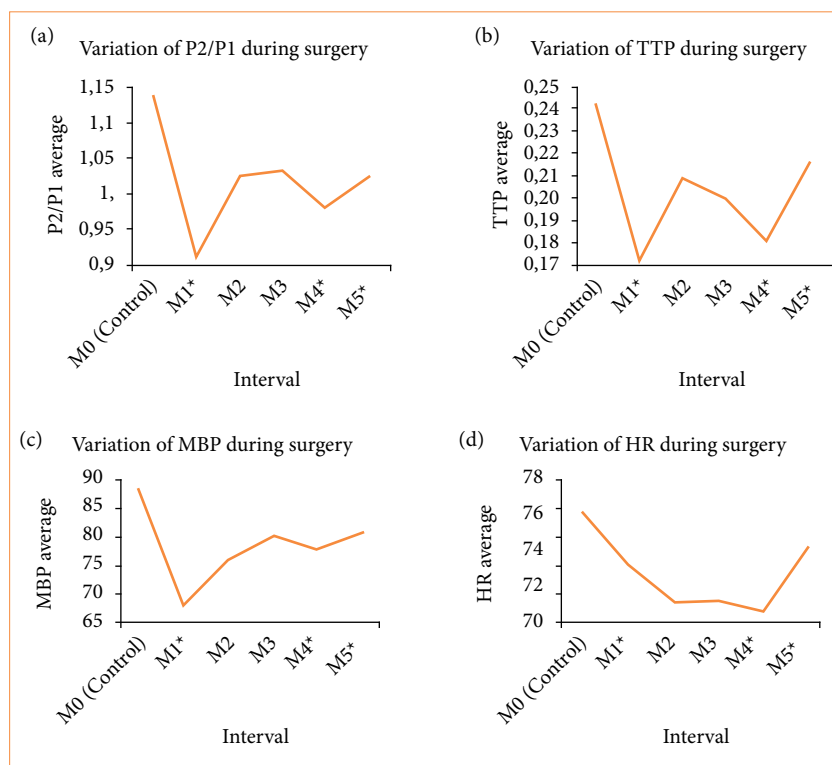 (a)
Variation of P2/P1 during surgery
1,15
1,1
1,05
1,
0,95
0,9
P2/P1 average
M0 (Control)
M1*
M2
M3
M4*
M5*
Interval
(b)
Variation of TTP during surgery
0,25
0,24
0,23
0,22
0,21
0,20
0,19
0,18
0,17
TTP average
M0 (Control)
M1*
M2
M3
M4*
M5*
Interval
(c)
Variation of MBP during surgery
90
85
80
75
70
65
MBP average
M0 (Control)
M1*
M2
M3
M4*
M5*
Interval
(d)
Variation of HR during surgery
78
76
74
72
70
HR average
M0 (Control)
M1*
M2
M3
M4*
M5*
Interval